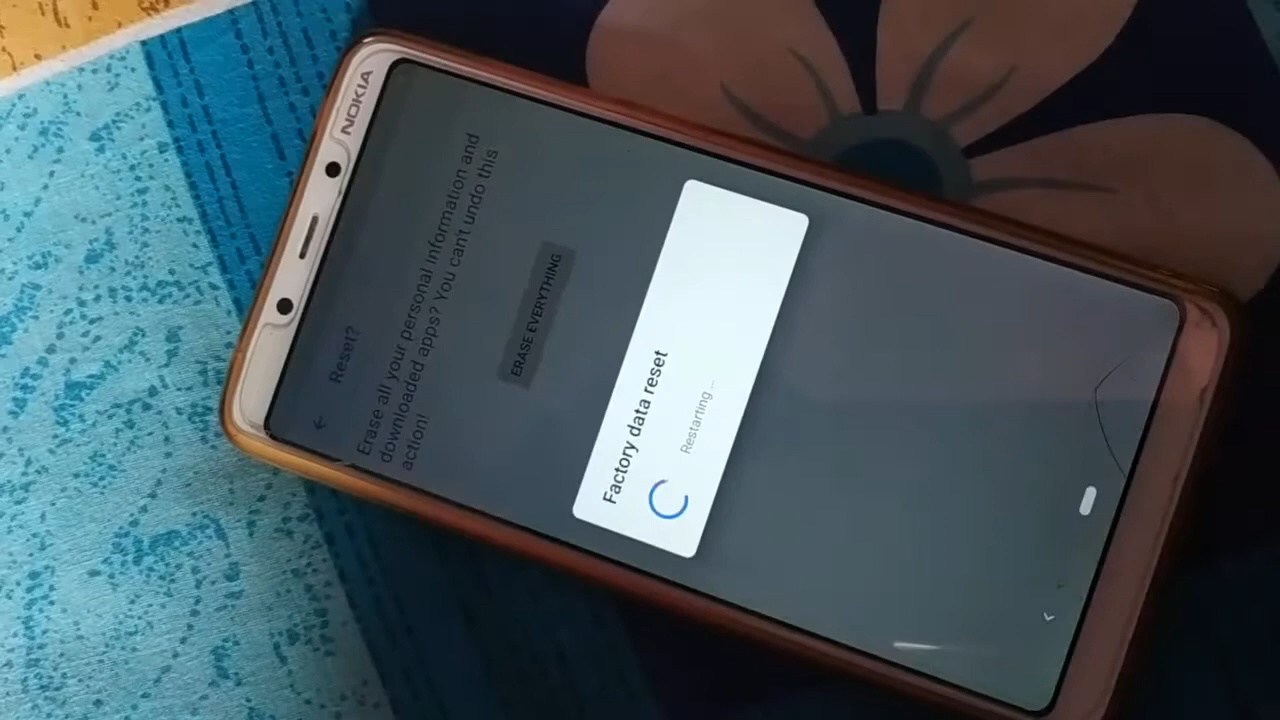 NOKIA
Reset?
Erase all your personal information and
downloaded apps? You can't undo this
action!
ERASE EVERYTHING
Factory data reset
Restarting...